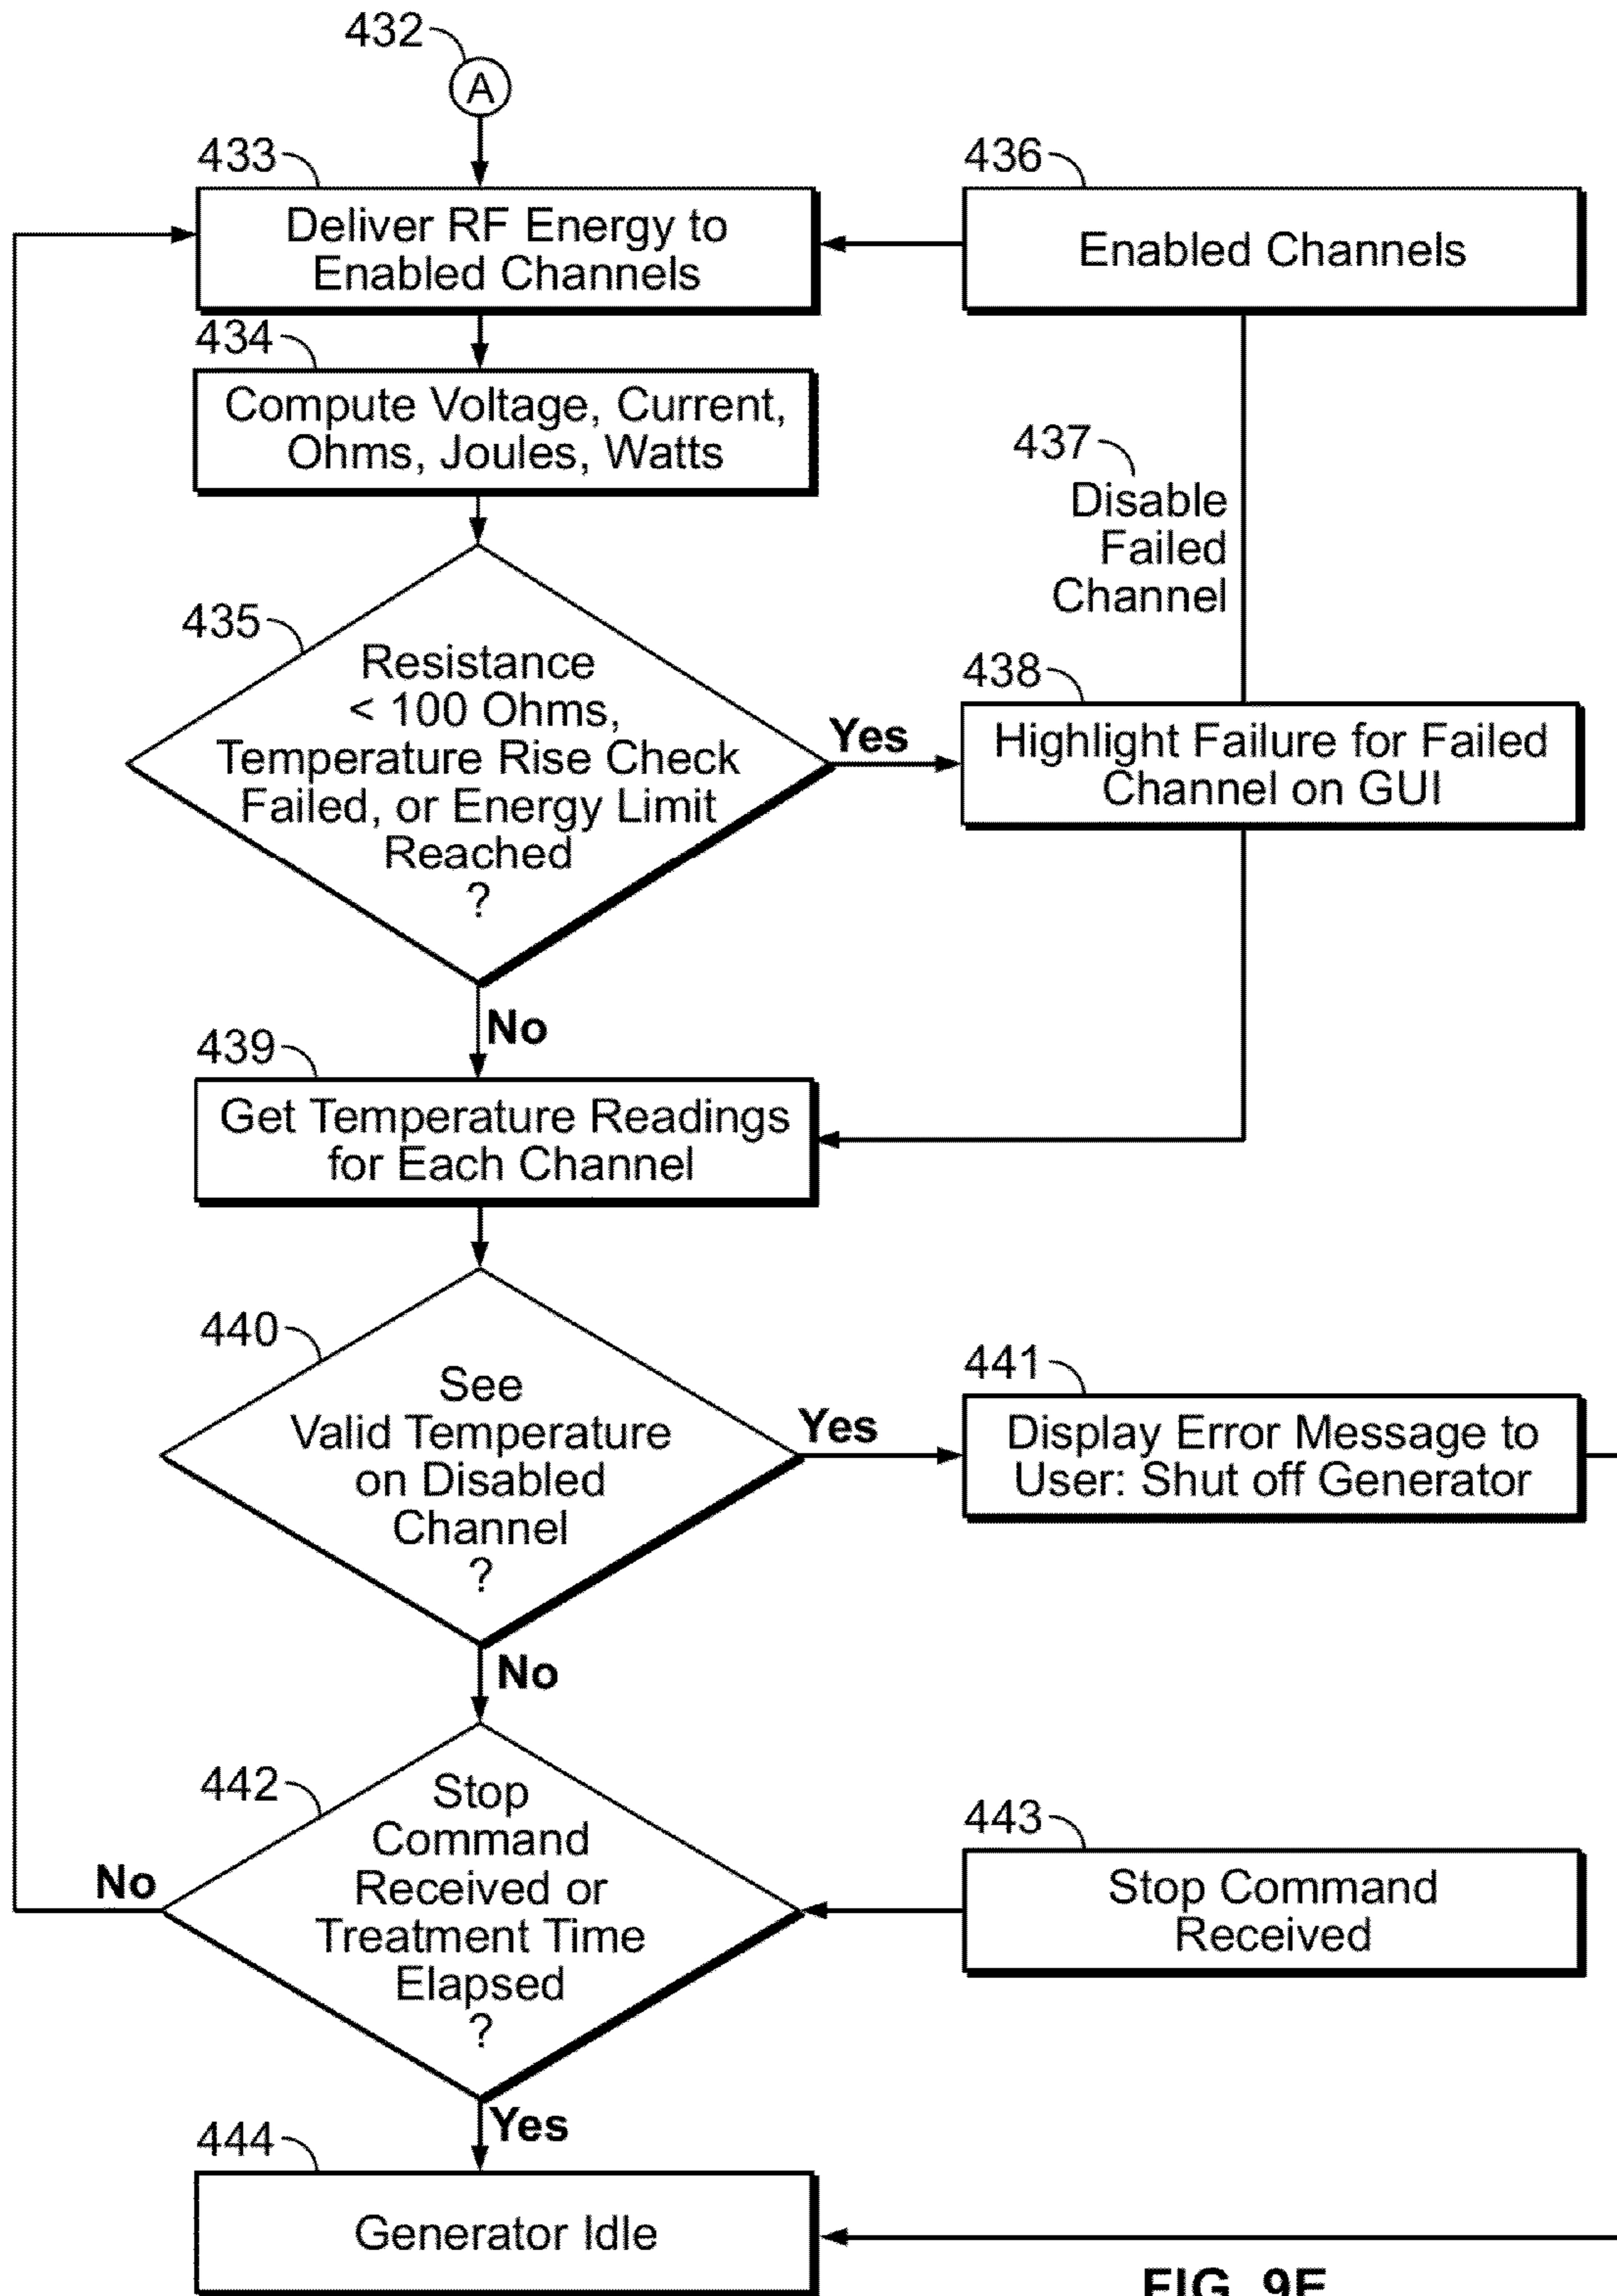 432
A
433
Deliver RF Energy to
Enabled Channels
436
Enabled Channels
434
Compute Voltage, Current,
Ohms, Joules, Watts
437
Disable
Failed
Channel
435
Resistance
< 100 Ohms,
Temperature Rise Check
Failed, or Energy Limit
Reached
?
Yes
438
Highlight Failure for Failed
Channel on GUI
No
439
Get Temperature Readings
for Each Channel
440
See
Valid Temperature
on Disabled
Channel
?
Yes
441
Display Error Message to
User: Shut off Generator
No
442
Stop
Command
Received or
Treatment Time
Elapsed
?
No
443
Stop Command
Received
Yes
444
Generator Idle